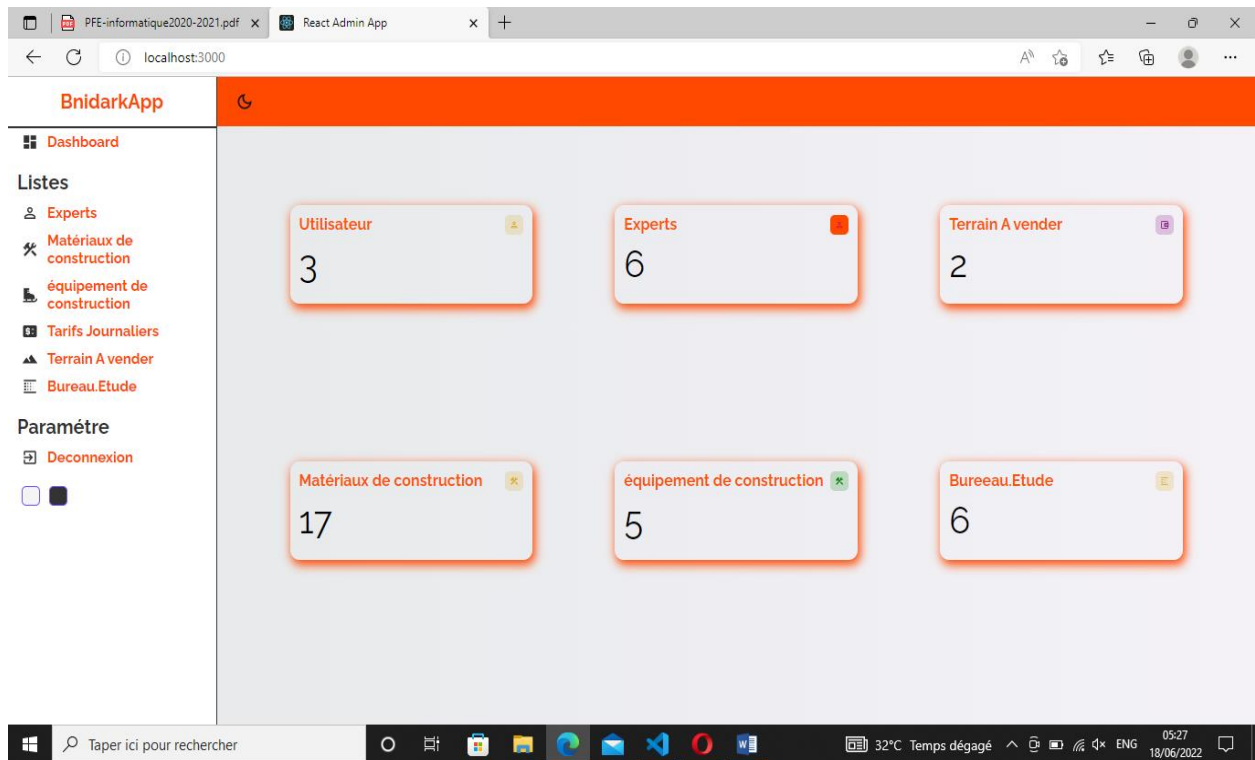 PFE-informatique2020-2021.pdf
React Admin App
localhost:3000
BnidarkApp
Dashboard
Listes
Experts
Matériaux de
construction
équipement de
construction
Tarifs Journaliers
Terrain A vender
Bureau.Etude
Paramétre
Deconnexion
Utilisateur
3
Experts
6
Terrain A vender
2
Matériaux de construction
17
équipement de construction
5
Bureeau.Etude
6
Taper ici pour rechercher
32°C Temps dégagé
ENG
05:27
18/06/2022